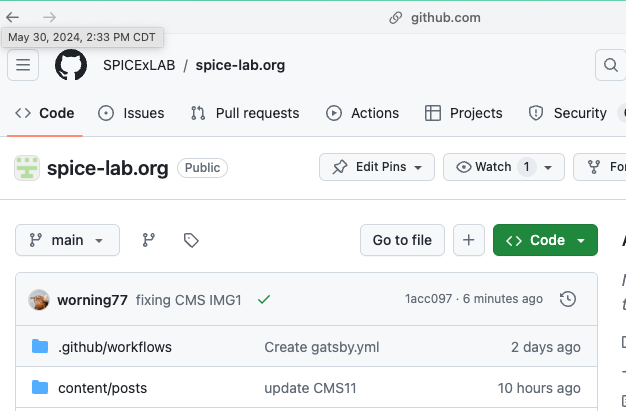 github.com
May 30, 2024, 2:33 PM CDT
SPICExLAB / spice-lab.org
Code Issues Pull requests Actions Projects Security
spice-lab.org Public Edit Pins Watch 1
main Go to file + Code
worning77 fixing CMS IMG1 1acc097 · 6 minutes ago
.github/workflows Create gatsby.yml 2 days ago
content/posts update CMS11 10 hours ago